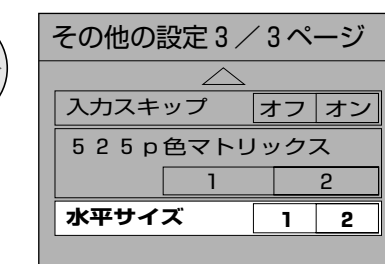 その他の設定3／3ページ
入力スキップ オフ オン
525p色マトリックス
1 2
水平サイズ 1 2